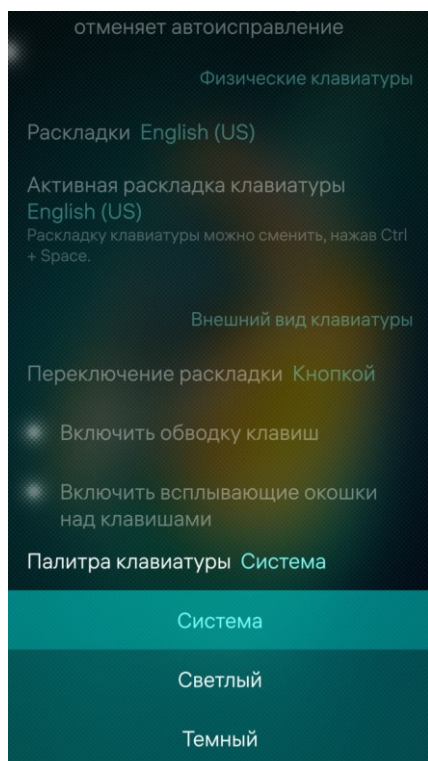 отменяет автоисправление
Физические клавиатуры
Раскладки English (US)
Активная раскладка клавиатуры
English (US)
Раскладку клавиатуры можно сменить, нажав Ctrl
+ Space.
Внешний вид клавиатуры
Переключение раскладки Кнопкой
Включить обводку клавиш
Включить всплывающие окошки
над клавишами
Палитра клавиатуры Система
Система
Светлый
Темный